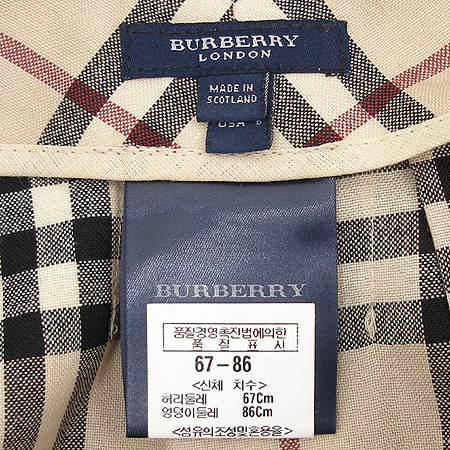 BURBERRY
LONDON
MADE IN
SCOTLAND
USA 8
BURBERRY
품질경영촉진법에의한
품 질 표 시
67-86
<신체 치수>
허리둘레 67Cm
엉덩이둘레 86Cm
<섬유의조성및혼용율>